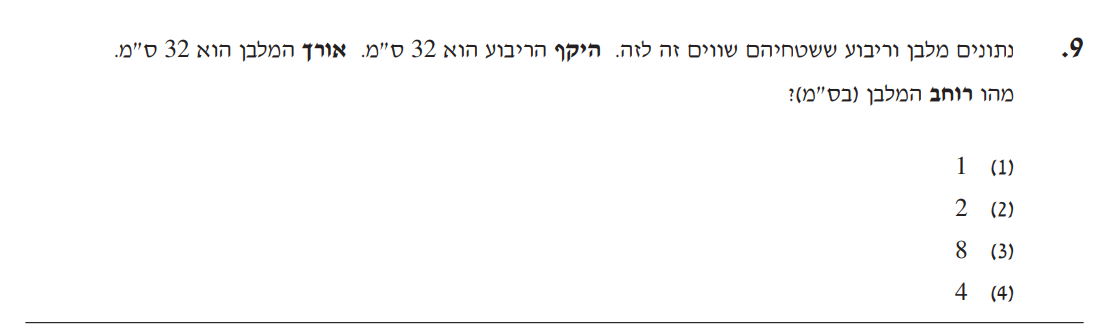 9. נתונים מלבן וריבוע ששטחיהם שווים זה לזה. היקף הריבוע הוא 32 ס"מ. אורך המלבן הוא 32 ס"מ.
מהו רוחב המלבן (בס"מ)?
(1) 1
(2) 2
(3) 8
(4) 4